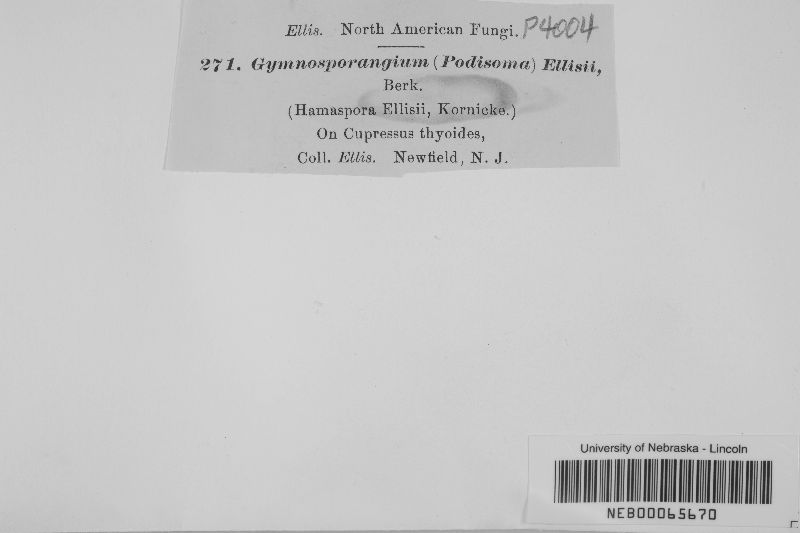 Ellis. North American Fungi. P4004
271. Gymnosporangium (Podisoma) Ellisii,
Berk.
(Hamaspora Ellisii, Kornicke.)
On Cupressus thyoides,
Coll. Ellis. Newfield, N. J.
University of Nebraska - Lincoln
NEB00065670